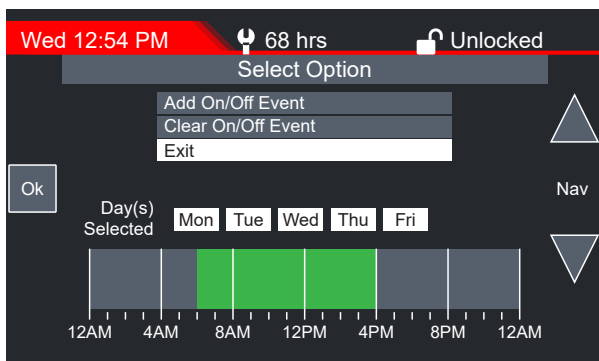 Wed 12:54 PM 68 hrs Unlocked
Select Option
Add On/Off Event
Clear On/Off Event
Exit
Ok
Nav
Day(s)
Selected
Mon Tue Wed Thu Fri
12AM 4AM 8AM 12PM 4PM 8PM 12AM